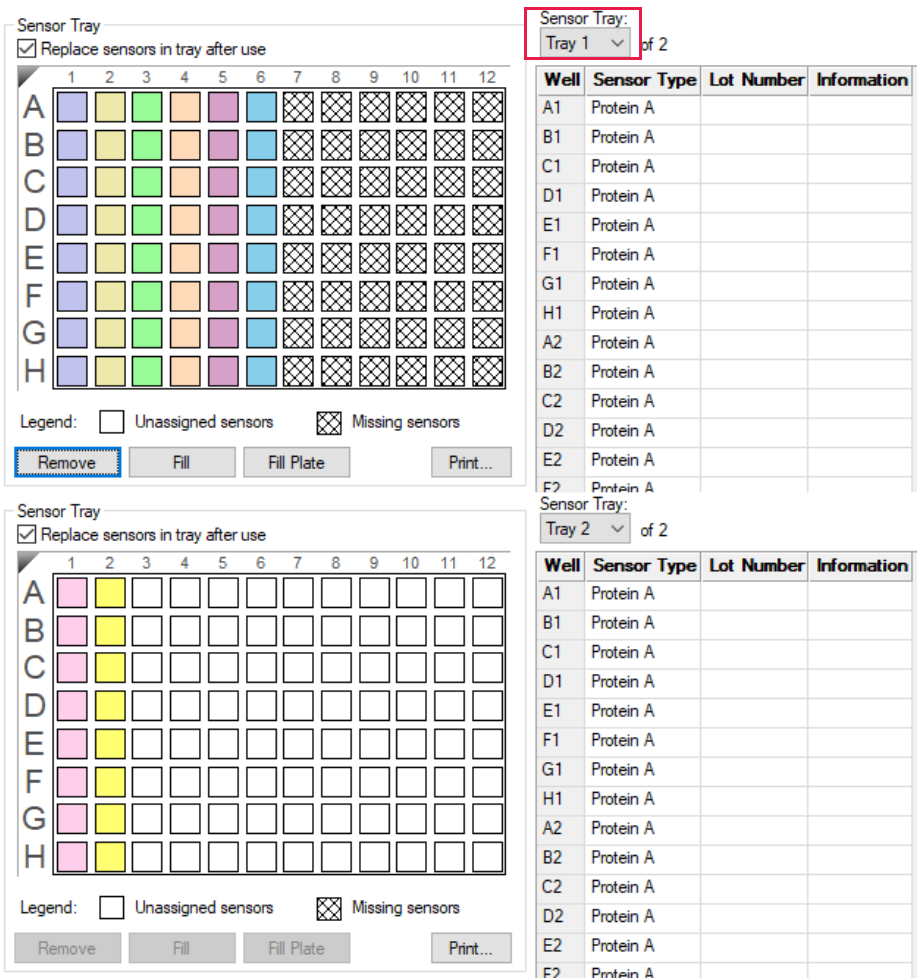 Sensor Tray
Replace sensors in tray after use
1 2 3 4 5 6 7 8 9 10 11 12
A
B
C
D
E
F
G
H
Legend: Unassigned sensors Missing sensors
Remove Fill Fill Plate Print...
Sensor Tray:
Tray 1 of 2
Well Sensor Type Lot Number Information
A1 Protein A
B1 Protein A
C1 Protein A
D1 Protein A
E1 Protein A
F1 Protein A
G1 Protein A
H1 Protein A
A2 Protein A
B2 Protein A
C2 Protein A
D2 Protein A
E2 Protein A
F2 Protein A
Sensor Tray
Replace sensors in tray after use
1 2 3 4 5 6 7 8 9 10 11 12
A
B
C
D
E
F
G
H
Legend: Unassigned sensors Missing sensors
Remove Fill Fill Plate Print...
Sensor Tray:
Tray 2 of 2
Well Sensor Type Lot Number Information
A1 Protein A
B1 Protein A
C1 Protein A
D1 Protein A
E1 Protein A
F1 Protein A
G1 Protein A
H1 Protein A
A2 Protein A
B2 Protein A
C2 Protein A
D2 Protein A
E2 Protein A
F2 Protein A